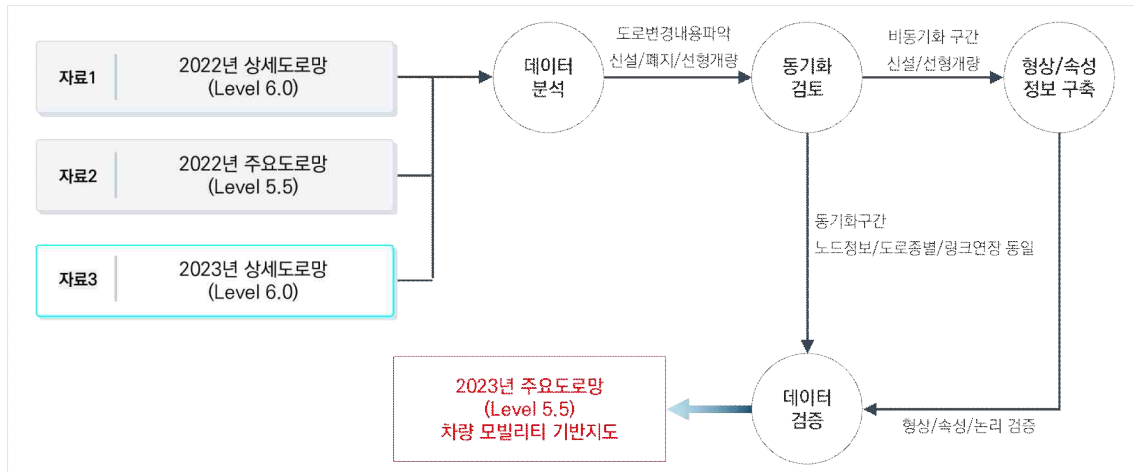 자료1
2022년 상세도로망
(Level 6.0)
자료2
2022년 주요도로망
(Level 5.5)
자료3
2023년 상세도로망
(Level 6.0)
데이터
분석
도로변경내용파악
신설/폐지/선형개량
동기화
검토
비동기화 구간
신설/선형개량
형상/속성
정보 구축
동기화구간
노드정보/도로종별/링크연장 동일
2023년 주요도로망
(Level 5.5)
차량 모빌리티 기반지도
데이터
검증
형상/속성/논리 검증